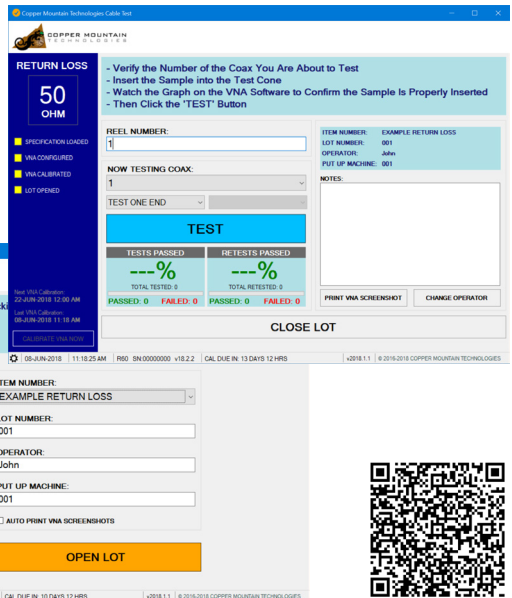 Copper Mountain Technologies Cable Test
COPPER MOUNTAIN
TECHNOLOGIES
RETURN LOSS
50
OHM
SPECIFICATION LOADED
VNA CONFIGURED
VNA CALIBRATED
LOT OPENED
Next VNA Calibration:
22-JUN-2018 12:00 AM
Last VNA Calibration:
08-JUN-2018 11:18 AM
CALIBRATE VNA NOW
- Verify the Number of the Coax You Are About to Test
- Insert the Sample into the Test Cone
- Watch the Graph on the VNA Software to Confirm the Sample Is Properly Inserted
- Then Click the 'TEST' Button
REEL NUMBER:
1
NOW TESTING COAX:
1
TEST ONE END
TEST
TESTS PASSED
---%
TOTAL TESTED: 0
PASSED: 0 FAILED: 0
RETESTS PASSED
---%
TOTAL RETESTED: 0
PASSED: 0 FAILED: 0
ITEM NUMBER: EXAMPLE RETURN LOSS
LOT NUMBER: 001
OPERATOR: John
PUT UP MACHINE: 001
NOTES:
PRINT VNA SCREENSHOT
CHANGE OPERATOR
CLOSE LOT
08-JUN-2018 11:18:25 AM R60 SN:00000000 v18.2.2 CAL DUE IN: 13 DAYS 12 HRS v2018.1.1 © 2016-2018 COPPER MOUNTAIN TECHNOLOGIES
ITEM NUMBER:
EXAMPLE RETURN LOSS
LOT NUMBER:
001
OPERATOR:
John
PUT UP MACHINE:
001
AUTO PRINT VNA SCREENSHOTS
OPEN LOT
CAL DUE IN: 10 DAYS 12 HRS v2018.1.1 © 2016-2018 COPPER MOUNTAIN TECHNOLOGIES